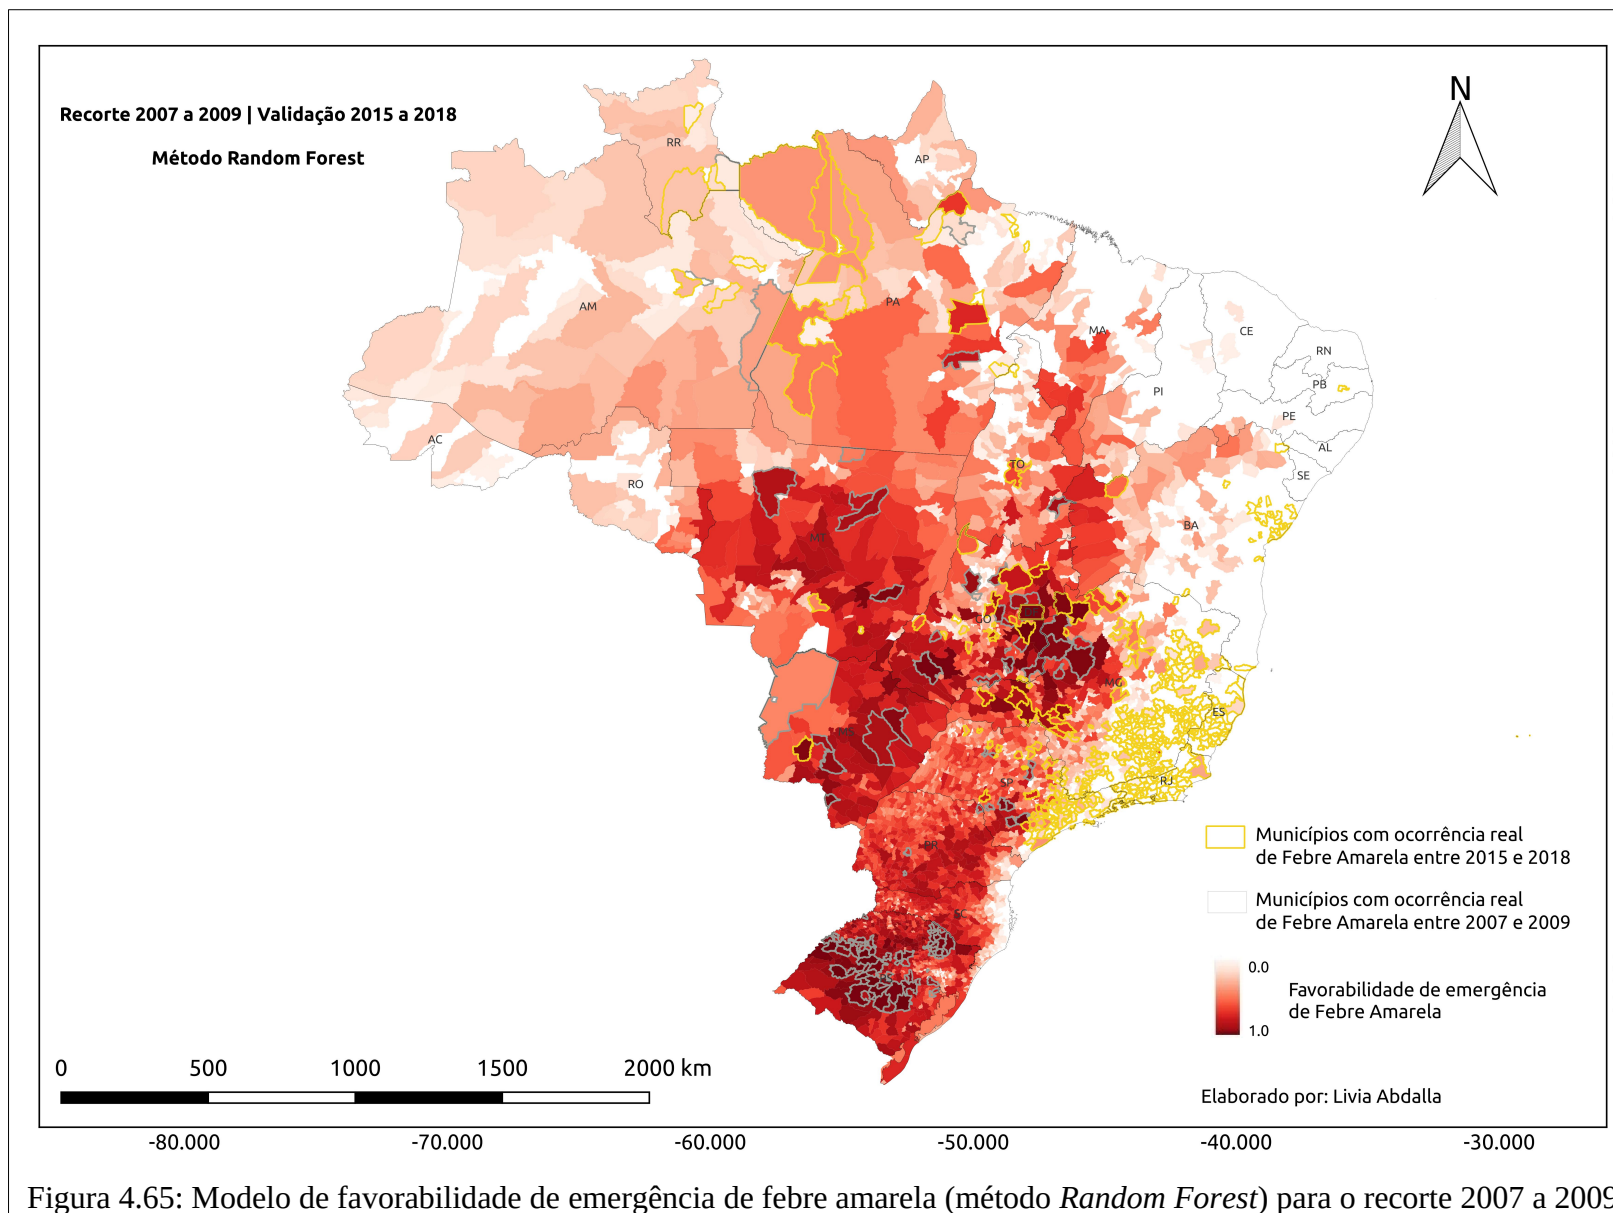 Recorte 2007 a 2009 | Validação 2015 a 2018
Método Random Forest
N
RR
AP
AM
PA
MA
CE
RN
PB
PI
PE
AL
SE
AC
RO
TO
BA
MT
GO
DF
MG
ES
MS
SP
RJ
PR
SC
RS
Municípios com ocorrência real
de Febre Amarela entre 2015 e 2018
Municípios com ocorrência real
de Febre Amarela entre 2007 e 2009
0.0
1.0
Favorabilidade de emergência
de Febre Amarela
0 500 1000 1500 2000 km
Elaborado por: Livia Abdalla
-80.000 -70.000 -60.000 -50.000 -40.000 -30.000
Figura 4.65: Modelo de favorabilidade de emergência de febre amarela (método Random Forest) para o recorte 2007 a 2009